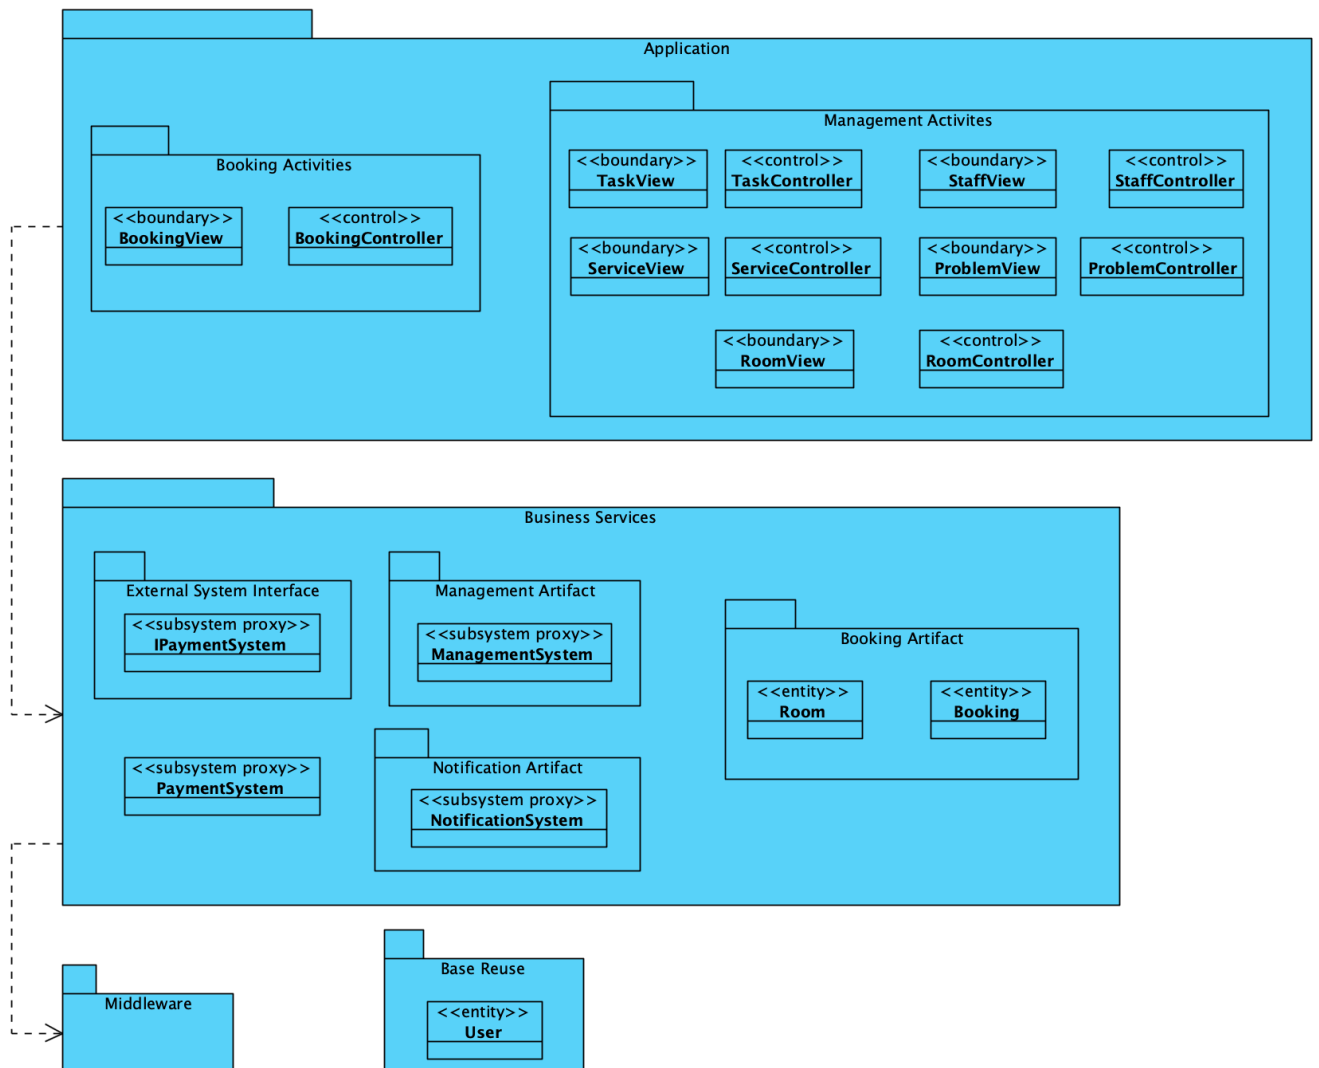 Application
Management Activites
<<boundary>>
TaskView
<<control>>
TaskController
<<boundary>>
StaffView
<<control>>
StaffController
Booking Activities
<<boundary>>
BookingView
<<control>>
BookingController
<<boundary>>
ServiceView
<<control>>
ServiceController
<<boundary>>
ProblemView
<<control>>
ProblemController
<<boundary>>
RoomView
<<control>>
RoomController
Business Services
External System Interface
<<subsystem proxy>>
IPaymentSystem
Management Artifact
<<subsystem proxy>>
ManagementSystem
Booking Artifact
<<entity>>
Room
<<entity>>
Booking
<<subsystem proxy>>
PaymentSystem
Notification Artifact
<<subsystem proxy>>
NotificationSystem
Middleware
Base Reuse
<<entity>>
User